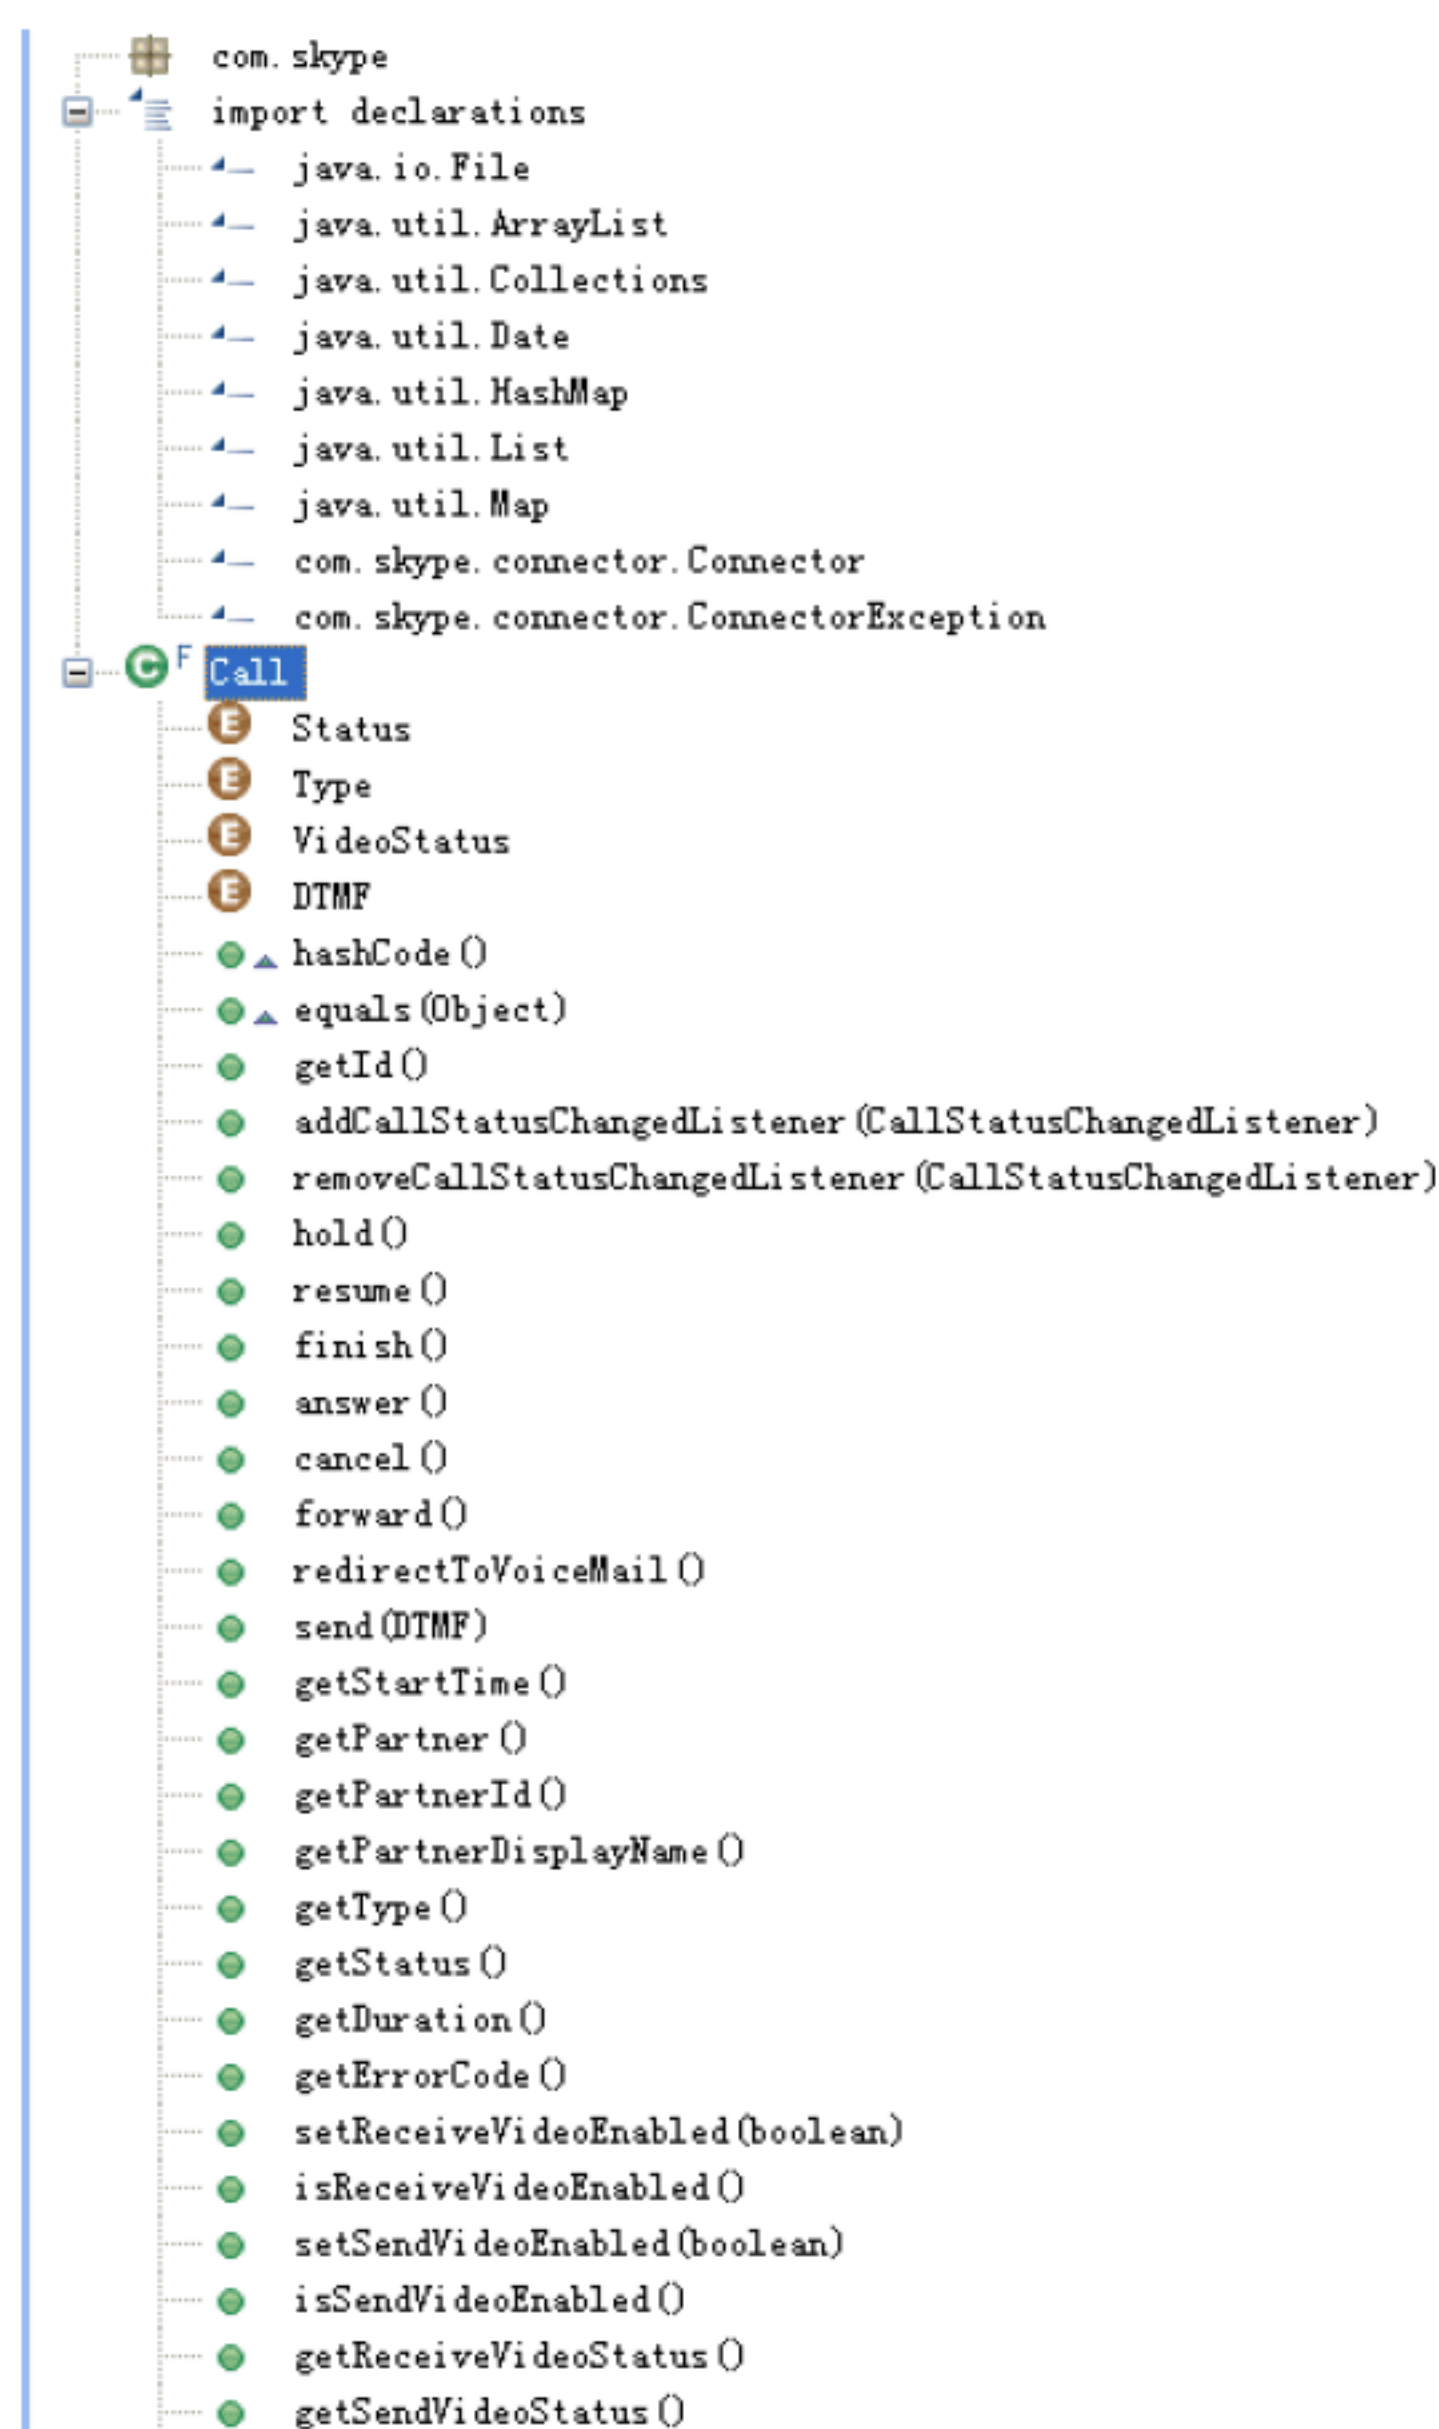 com.skype
import declarations
java.io.File
java.util.ArrayList
java.util.Collections
java.util.Date
java.util.HashMap
java.util.List
java.util.Map
com.skype.connector.Connector
com.skype.connector.ConnectorException
C F Call
E Status
E Type
E VideoStatus
E DTMF
hashCode()
equals(Object)
getId()
addCallStatusChangedListener(CallStatusChangedListener)
removeCallStatusChangedListener(CallStatusChangedListener)
hold()
resume()
finish()
answer()
cancel()
forward()
redirectToVoiceMail()
send(DTMF)
getStartTime()
getPartner()
getPartnerId()
getPartnerDisplayName()
getType()
getStatus()
getDuration()
getErrorCode()
setReceiveVideoEnabled(boolean)
isReceiveVideoEnabled()
setSendVideoEnabled(boolean)
isSendVideoEnabled()
getReceiveVideoStatus()
getSendVideoStatus()